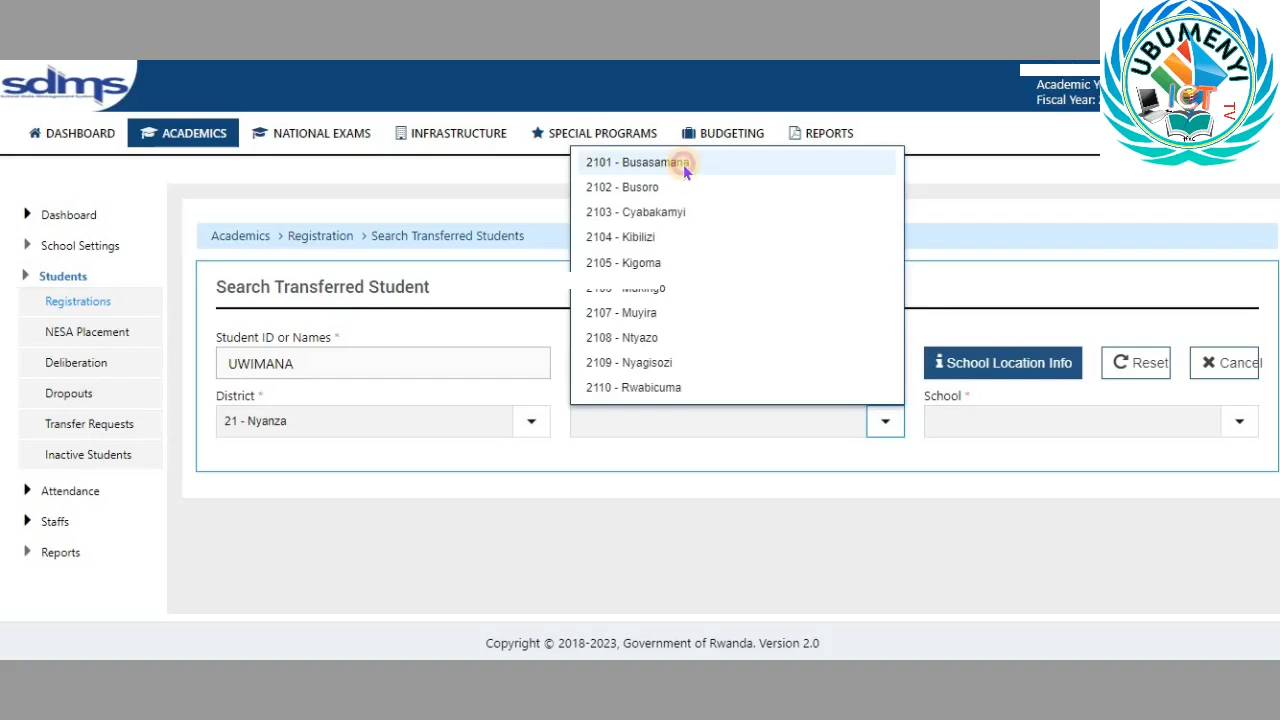 UBUMENYI
ICT
TV
sdms
Academic Y
Fiscal Year:
DASHBOARD
ACADEMICS
NATIONAL EXAMS
INFRASTRUCTURE
SPECIAL PROGRAMS
BUDGETING
REPORTS
Dashboard
School Settings
Students
Registrations
NESA Placement
Deliberation
Dropouts
Transfer Requests
Inactive Students
Attendance
Staffs
Reports
Academics > Registration > Search Transferred Students
Search Transferred Student
Student ID or Names *
UWIMANA
School Location Info
Reset
Cancel
District *
21 - Nyanza
2101 - Busasamana
2102 - Busoro
2103 - Cyabakamyi
2104 - Kibilizi
2105 - Kigoma
2106 - Mukingo
2107 - Muyira
2108 - Ntyazo
2109 - Nyagisozi
2110 - Rwabicuma
School *
Copyright © 2018-2023, Government of Rwanda. Version 2.0